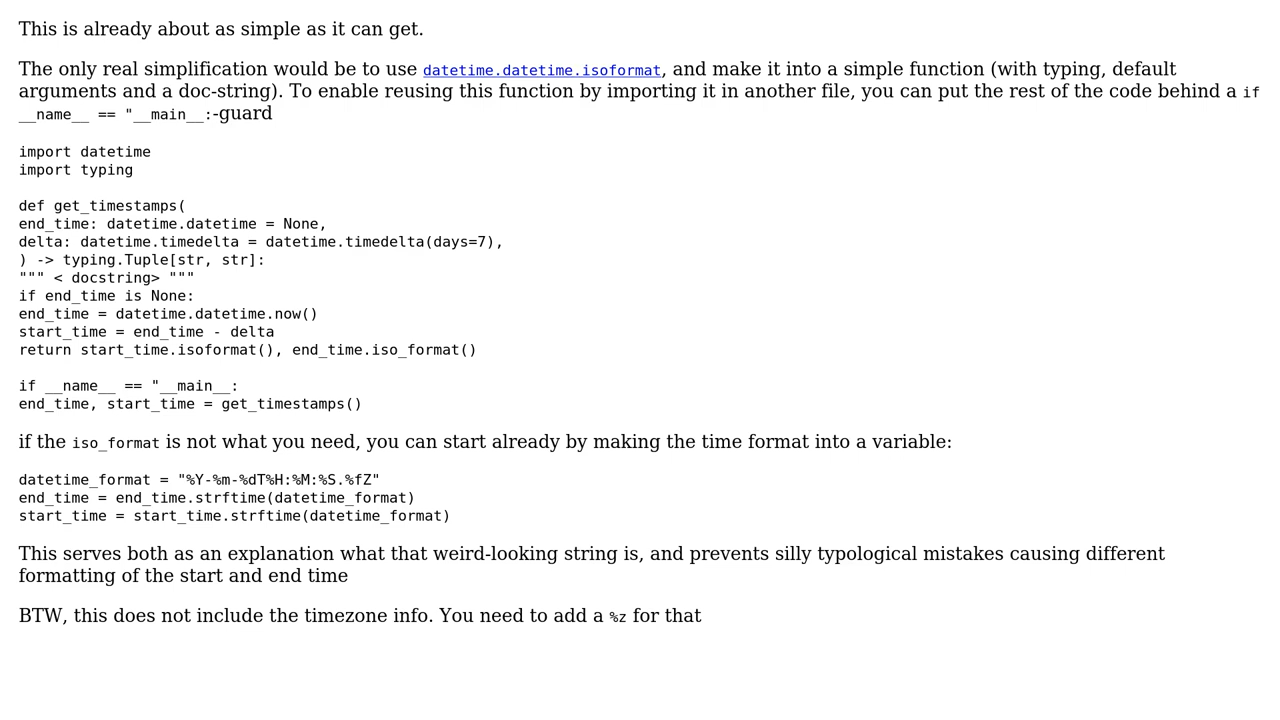 This is already about as simple as it can get.
The only real simplification would be to use datetime.datetime.isoformat, and make it into a simple function (with typing, default
arguments and a doc-string). To enable reusing this function by importing it in another file, you can put the rest of the code behind a if
__name__ == "__main__:-guard
import datetime
import typing
def get_timestamps(
end_time: datetime.datetime = None,
delta: datetime.timedelta = datetime.timedelta(days=7),
) -> typing.Tuple[str, str]:
""" < docstring> """
if end_time is None:
end_time = datetime.datetime.now()
start_time = end_time - delta
return start_time.isoformat(), end_time.iso_format()
if __name__ == "__main__:
end_time, start_time = get_timestamps()
if the iso_format is not what you need, you can start already by making the time format into a variable:
datetime_format = "%Y-%m-%dT%H:%M:%S.%fZ"
end_time = end_time.strftime(datetime_format)
start_time = start_time.strftime(datetime_format)
This serves both as an explanation what that weird-looking string is, and prevents silly typological mistakes causing different
formatting of the start and end time
BTW, this does not include the timezone info. You need to add a %z for that